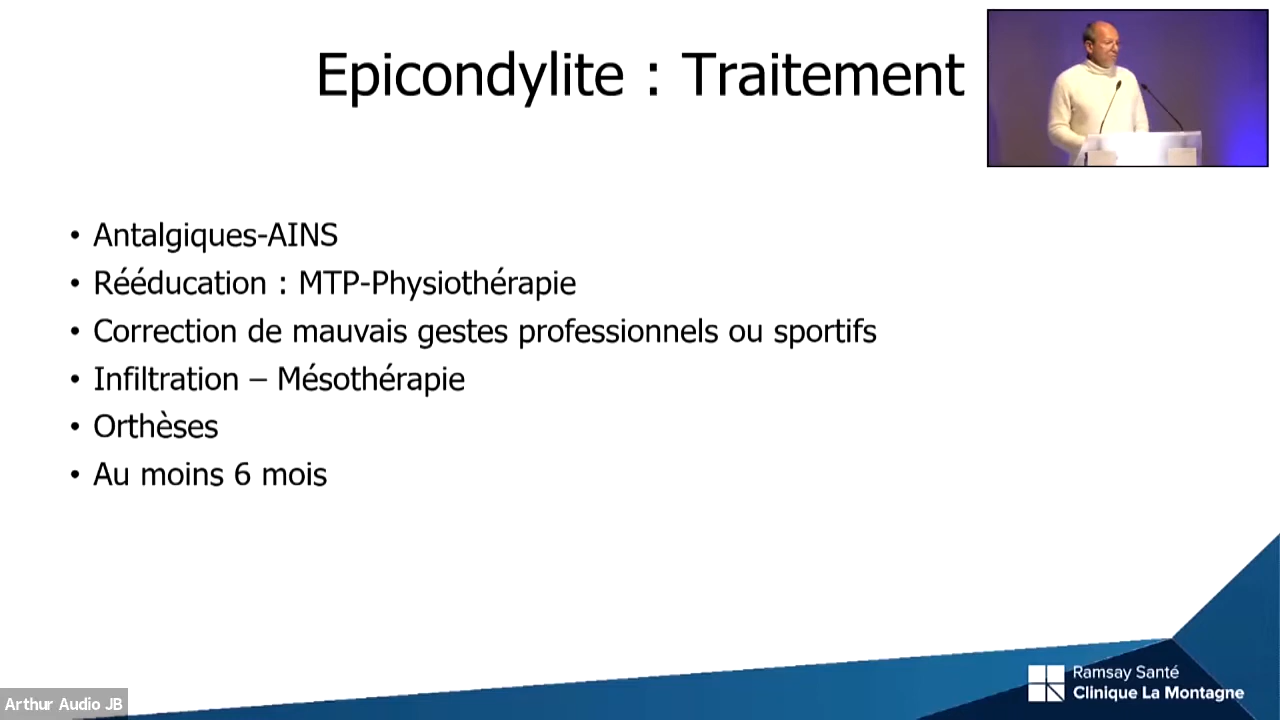 Epicondylite : Traitement
• Antalgiques-AINS
• Rééducation : MTP-Physiothérapie
• Correction de mauvais gestes professionnels ou sportifs
• Infiltration – Mésothérapie
• Orthèses
• Au moins 6 mois
Ramsay Santé
Clinique La Montagne
Arthur Audio JB